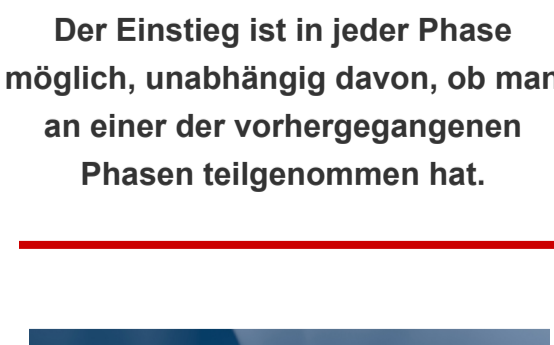 Der Einstieg ist in jeder Phase
möglich, unabhängig davon, ob man
an einer der vorhergegangenen
Phasen teilgenommen hat.